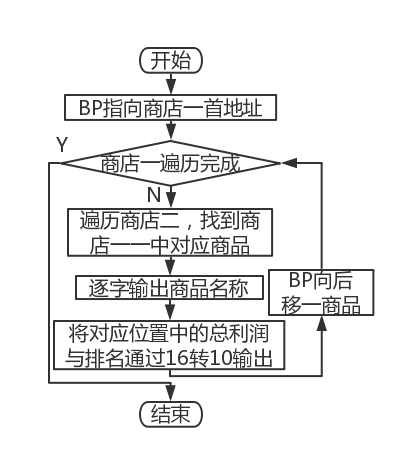 开始
BP指向商店一首地址
Y
商店一遍历完成
N
遍历商店二，找到商
店一一中对应商品
逐字输出商品名称
BP向后
移一商品
将对应位置中的总利润
与排名通过16转10输出
结束